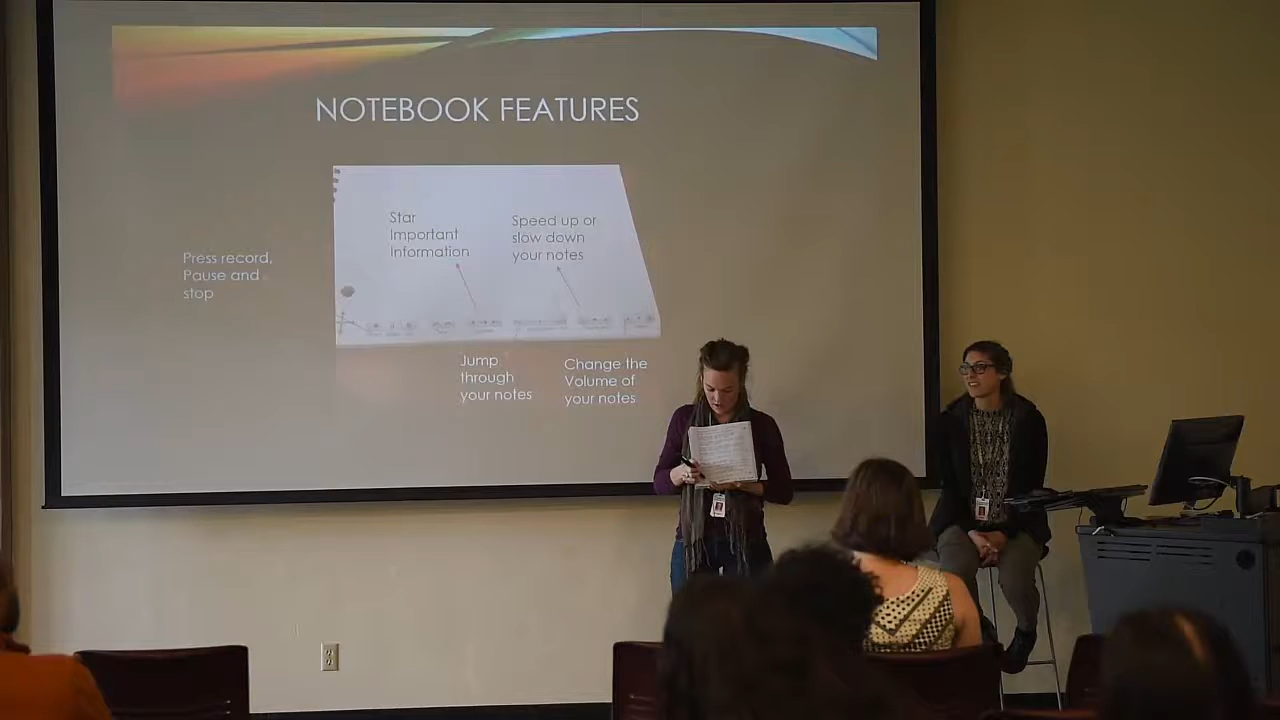 NOTEBOOK FEATURES
Star
Important
Information
Speed up or
slow down
your notes
Press record,
Pause and
stop
Jump
through
your notes
Change the
Volume of
your notes